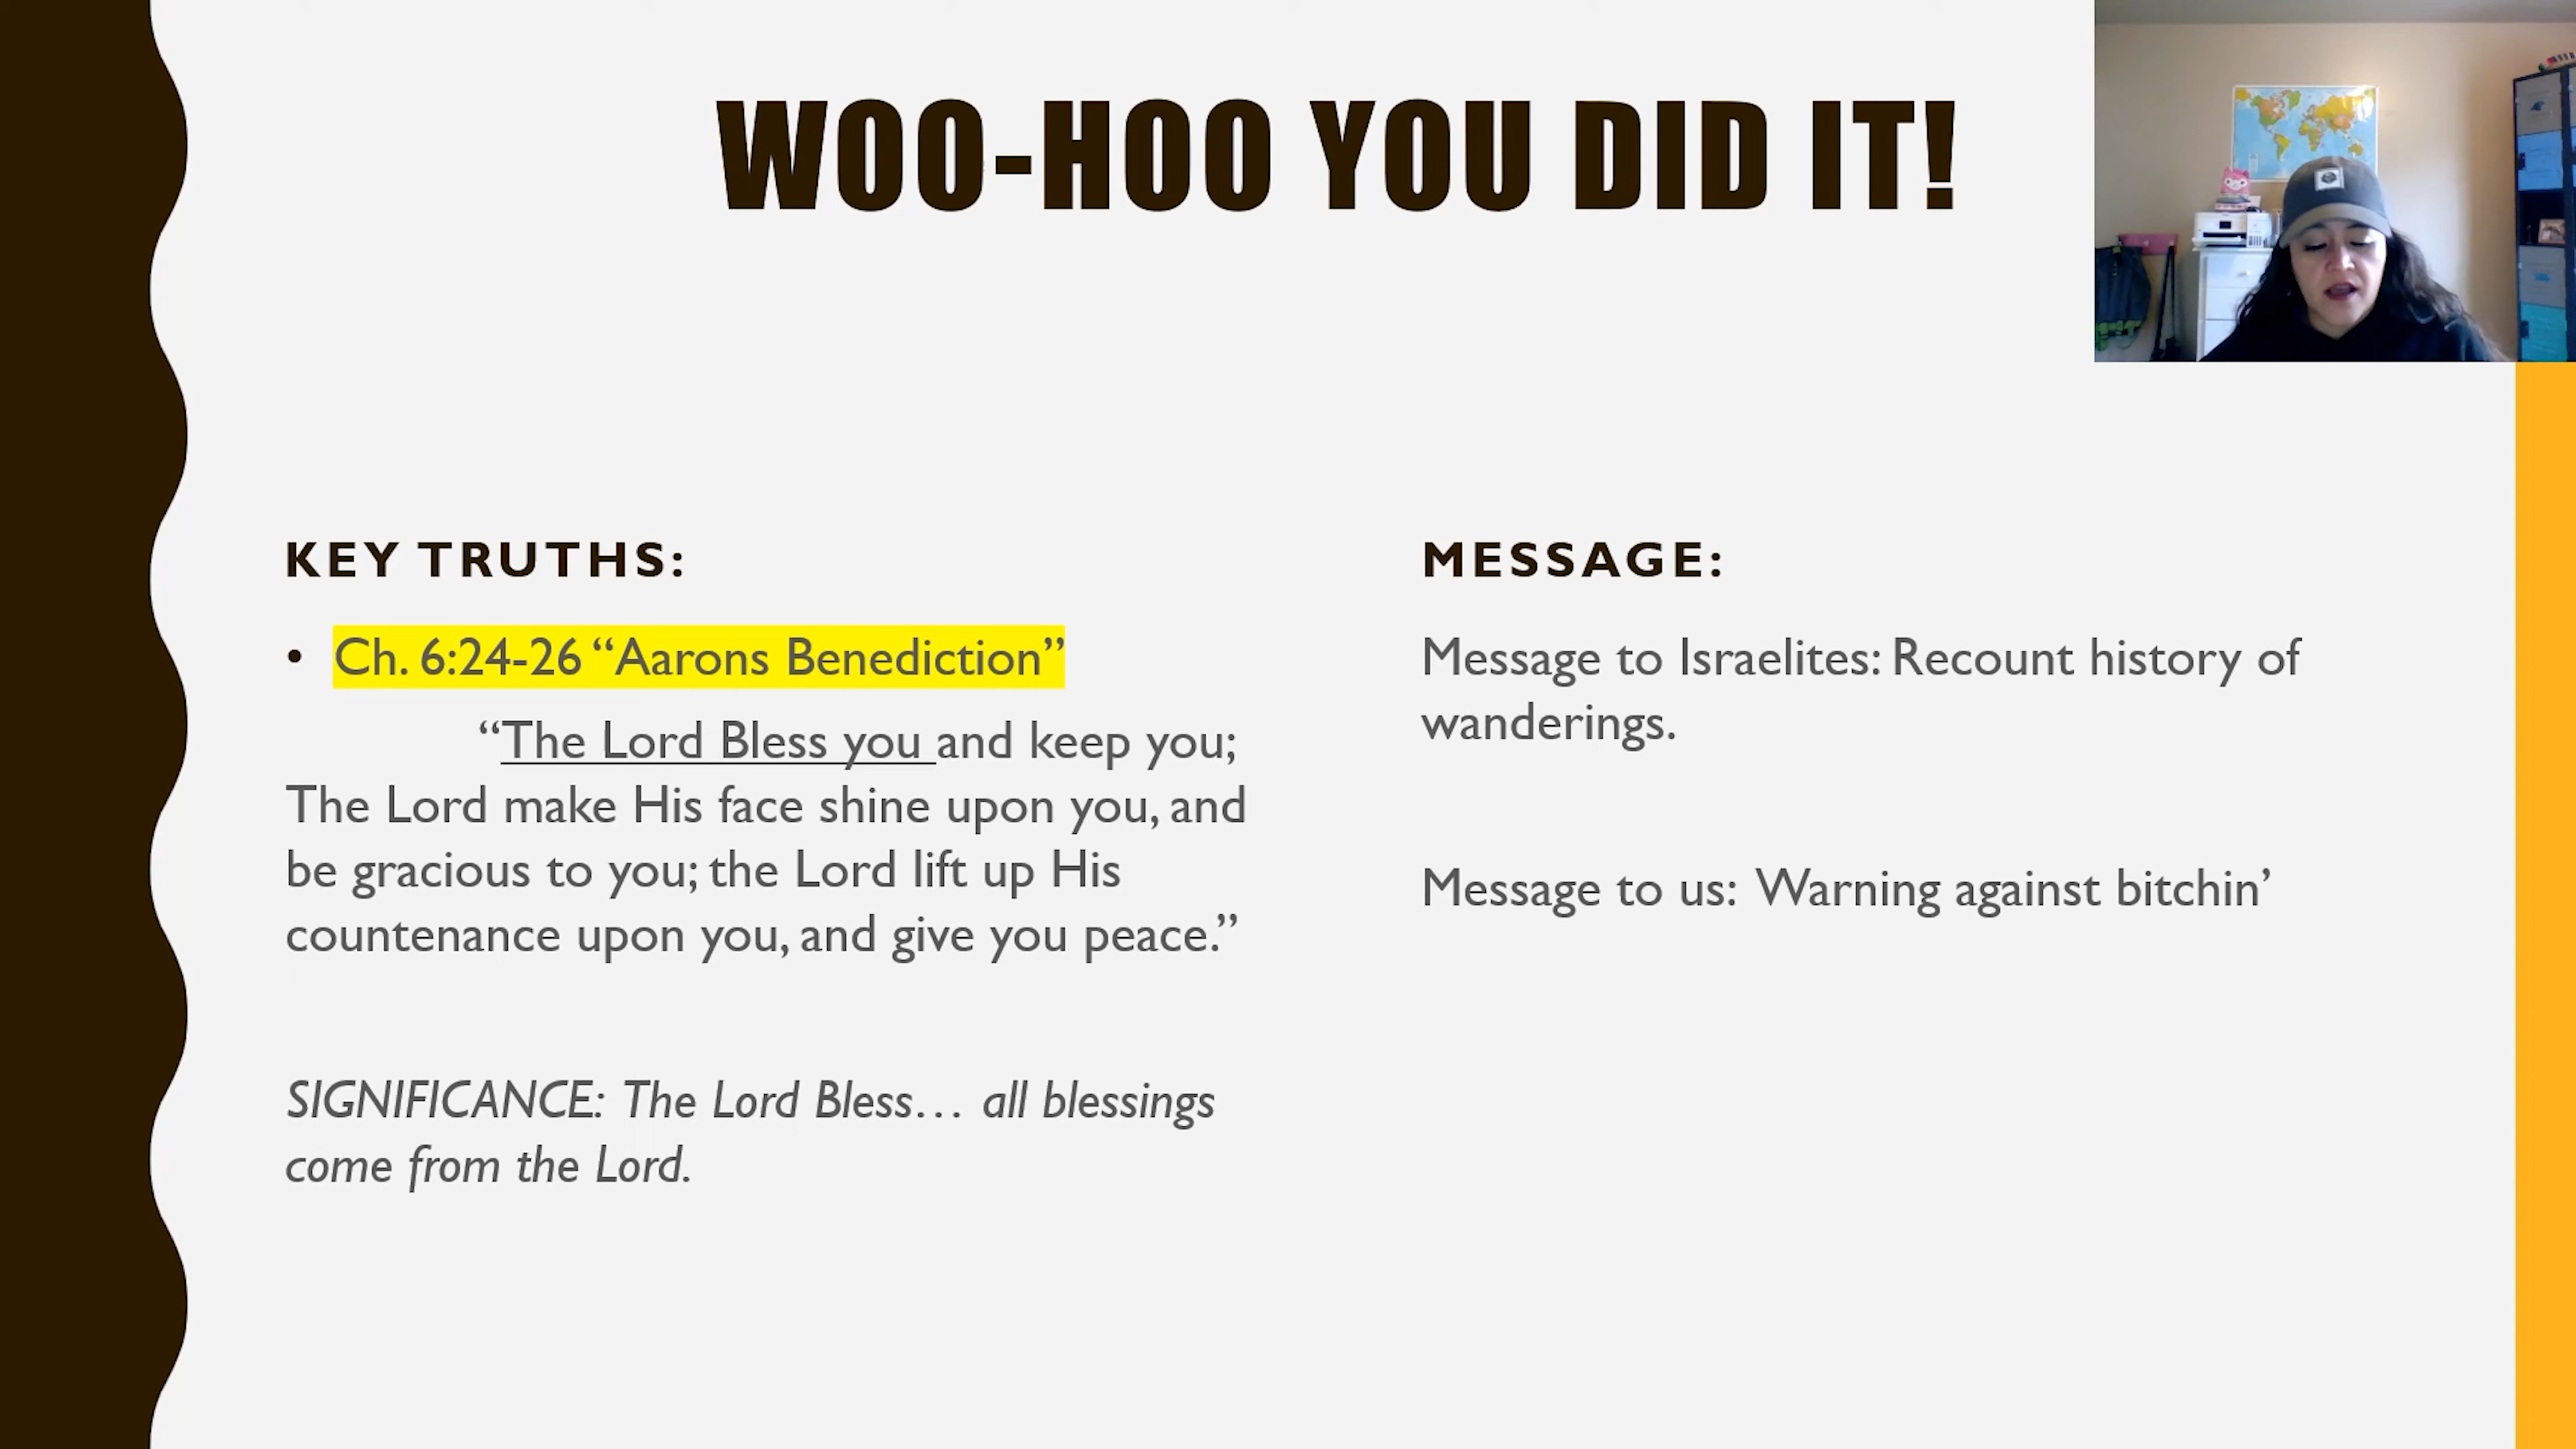 WOO-HOO YOU DID IT!
KEY TRUTHS:
• Ch. 6:24-26 “Aarons Benediction”
“The Lord Bless you and keep you;
The Lord make His face shine upon you, and
be gracious to you; the Lord lift up His
countenance upon you, and give you peace.”
SIGNIFICANCE: The Lord Bless… all blessings
come from the Lord.
MESSAGE:
Message to Israelites: Recount history of
wanderings.
Message to us: Warning against bitchin’